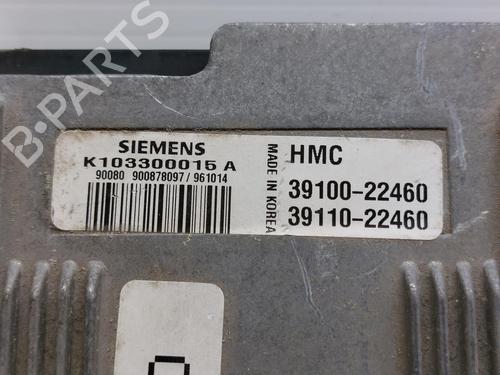 B-PARTS
SIEMENS
K103300015 A
90080 900878097/961014
MADE IN KOREA
HMC
39100-22460
39110-22460